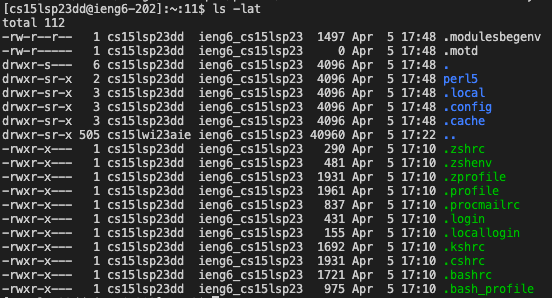 [cs15lsp23dd@ieng6-202]:~:11$ ls -lat
total 112
-rw-r--r--   1 cs15lsp23dd  ieng6_cs15lsp23  1497 Apr  5 17:48 .modulesbegenv
-rw-r-----   1 cs15lsp23dd  ieng6_cs15lsp23     0 Apr  5 17:48 .motd
drwxr-s---   6 cs15lsp23dd  ieng6_cs15lsp23  4096 Apr  5 17:48 .
drwxr-sr-x   2 cs15lsp23dd  ieng6_cs15lsp23  4096 Apr  5 17:48 perl5
drwxr-sr-x   3 cs15lsp23dd  ieng6_cs15lsp23  4096 Apr  5 17:48 .local
drwxr-sr-x   3 cs15lsp23dd  ieng6_cs15lsp23  4096 Apr  5 17:48 .config
drwxr-sr-x   3 cs15lsp23dd  ieng6_cs15lsp23  4096 Apr  5 17:48 .cache
drwxr-sr-x 505 cs15lwi23aie ieng6_cs15lsp23 40960 Apr  5 17:22 ..
-rwxr-x---   1 cs15lsp23dd  ieng6_cs15lsp23   290 Apr  5 17:10 .zshrc
-rwxr-x---   1 cs15lsp23dd  ieng6_cs15lsp23   481 Apr  5 17:10 .zshenv
-rwxr-x---   1 cs15lsp23dd  ieng6_cs15lsp23  1931 Apr  5 17:10 .zprofile
-rwxr-x---   1 cs15lsp23dd  ieng6_cs15lsp23  1961 Apr  5 17:10 .profile
-rwxr-x---   1 cs15lsp23dd  ieng6_cs15lsp23   837 Apr  5 17:10 .procmailrc
-rwxr-x---   1 cs15lsp23dd  ieng6_cs15lsp23   431 Apr  5 17:10 .login
-rwxr-x---   1 cs15lsp23dd  ieng6_cs15lsp23   155 Apr  5 17:10 .locallogin
-rwxr-x---   1 cs15lsp23dd  ieng6_cs15lsp23  1692 Apr  5 17:10 .kshrc
-rwxr-x---   1 cs15lsp23dd  ieng6_cs15lsp23  1931 Apr  5 17:10 .cshrc
-rwxr-x---   1 cs15lsp23dd  ieng6_cs15lsp23  1721 Apr  5 17:10 .bashrc
-rwxr-x---   1 cs15lsp23dd  ieng6_cs15lsp23   975 Apr  5 17:10 .bash_profile